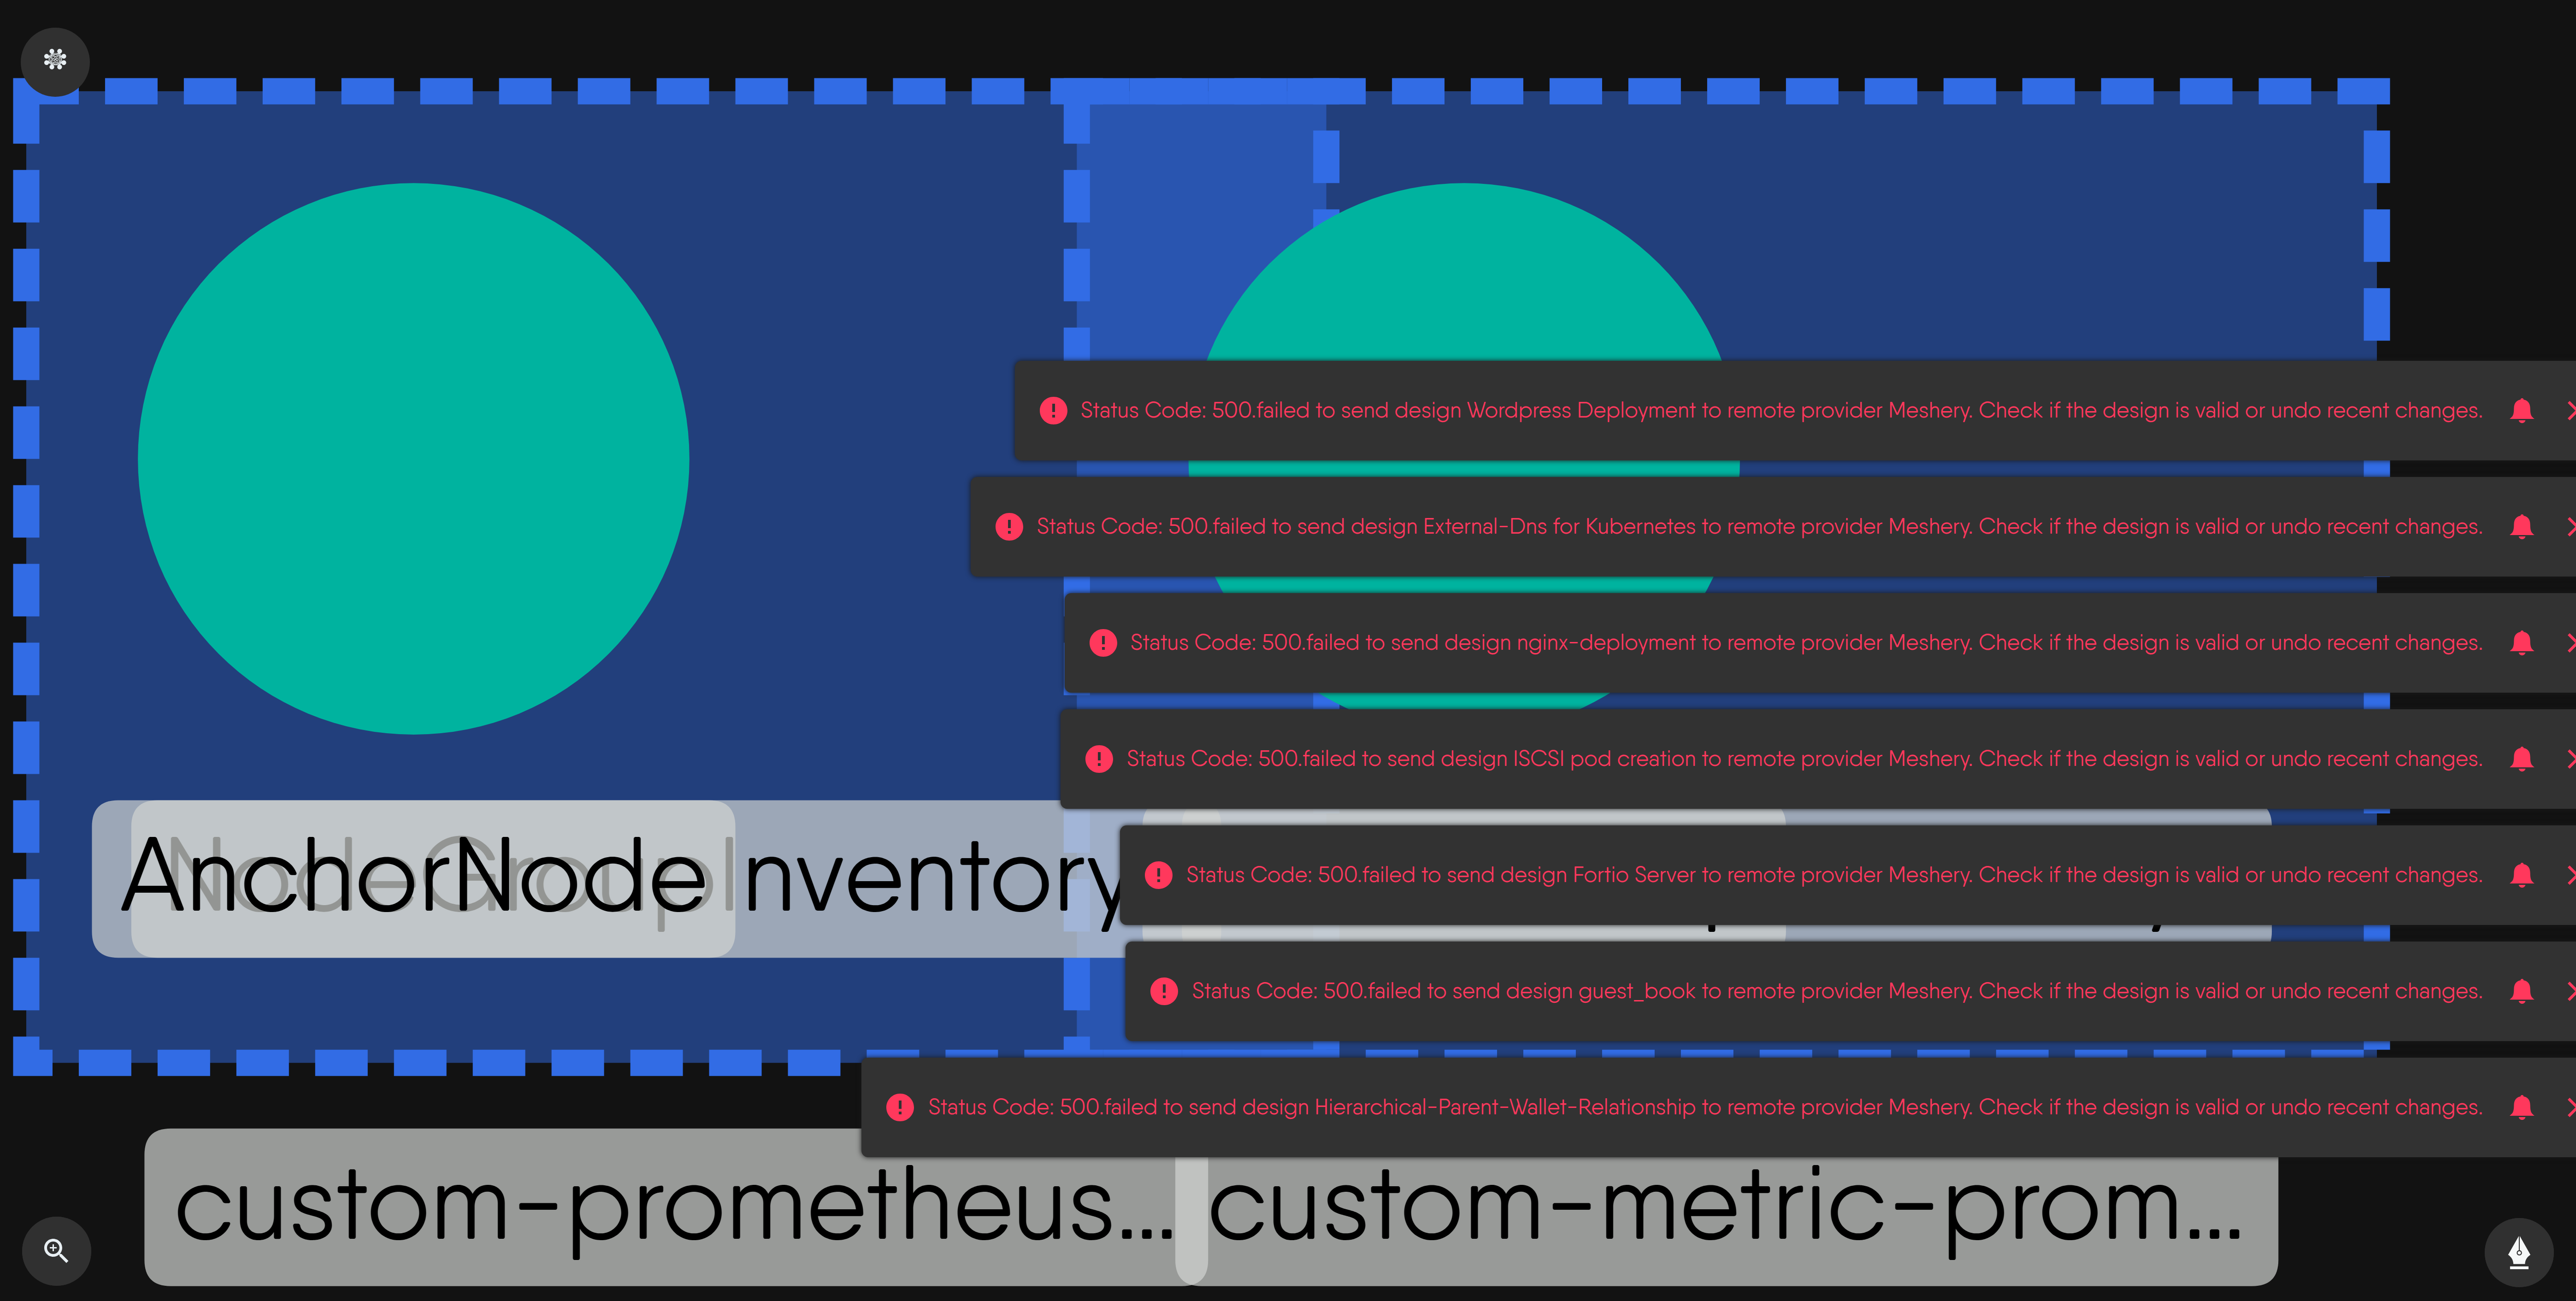 Status Code: 500.failed to send design Wordpress Deployment to remote provider Meshery. Check if the design is valid or undo recent changes.
Status Code: 500.failed to send design External-Dns for Kubernetes to remote provider Meshery. Check if the design is valid or undo recent changes.
Status Code: 500.failed to send design nginx-deployment to remote provider Meshery. Check if the design is valid or undo recent changes.
Status Code: 500.failed to send design ISCSI pod creation to remote provider Meshery. Check if the design is valid or undo recent changes.
AnchorNode Inventory
NodeGroup
Status Code: 500.failed to send design Fortio Server to remote provider Meshery. Check if the design is valid or undo recent changes.
Status Code: 500.failed to send design guest_book to remote provider Meshery. Check if the design is valid or undo recent changes.
Status Code: 500.failed to send design Hierarchical-Parent-Wallet-Relationship to remote provider Meshery. Check if the design is valid or undo recent changes.
custom-prometheus... custom-metric-prom...